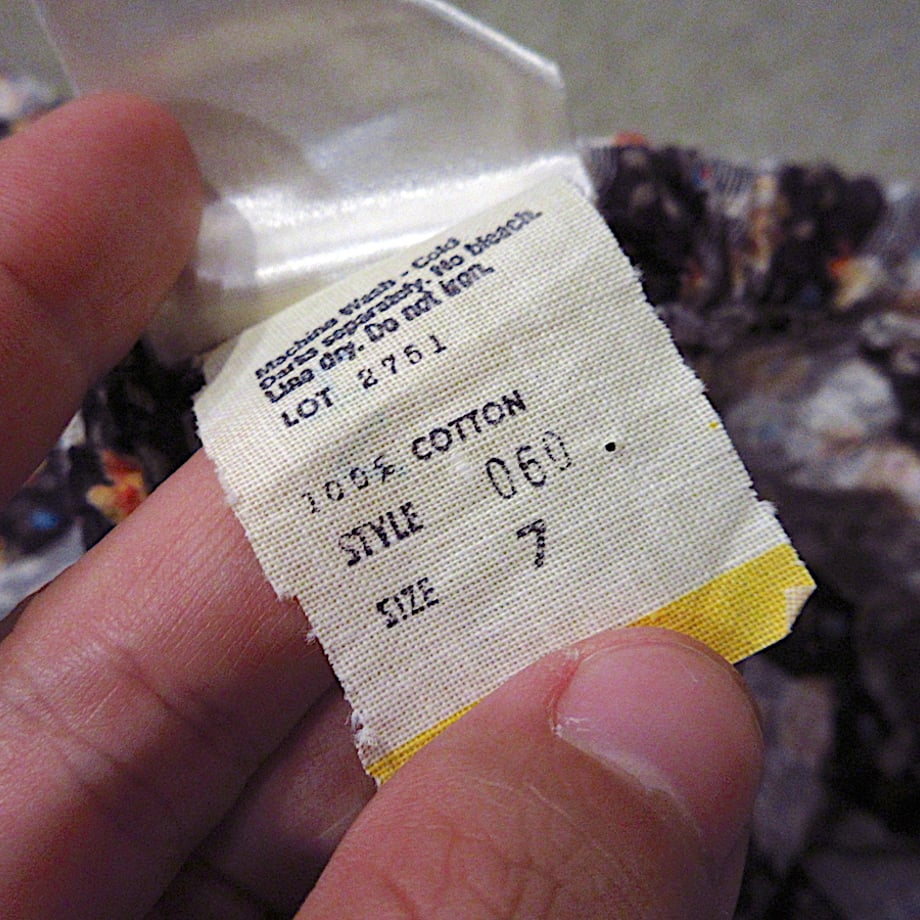 Machine Wash - Cold
Darks separately. No bleach.
Line dry. Do not iron.
LOT 2751
100% COTTON
STYLE 060 .
SIZE 7